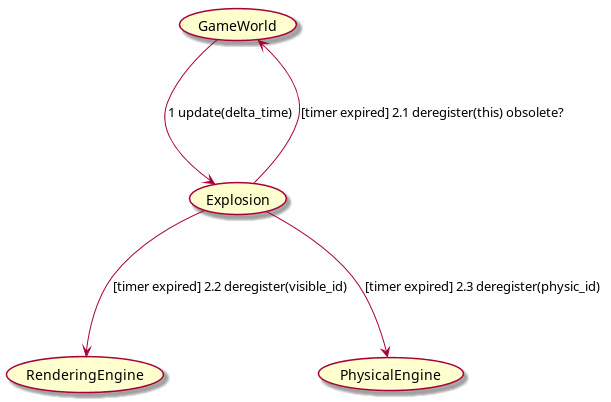 GameWorld
1 update(delta_time)
[timer expired] 2.1 deregister(this) obsolete?
Explosion
[timer expired] 2.2 deregister(visible_id)
[timer expired] 2.3 deregister(physic_id)
RenderingEngine
PhysicalEngine